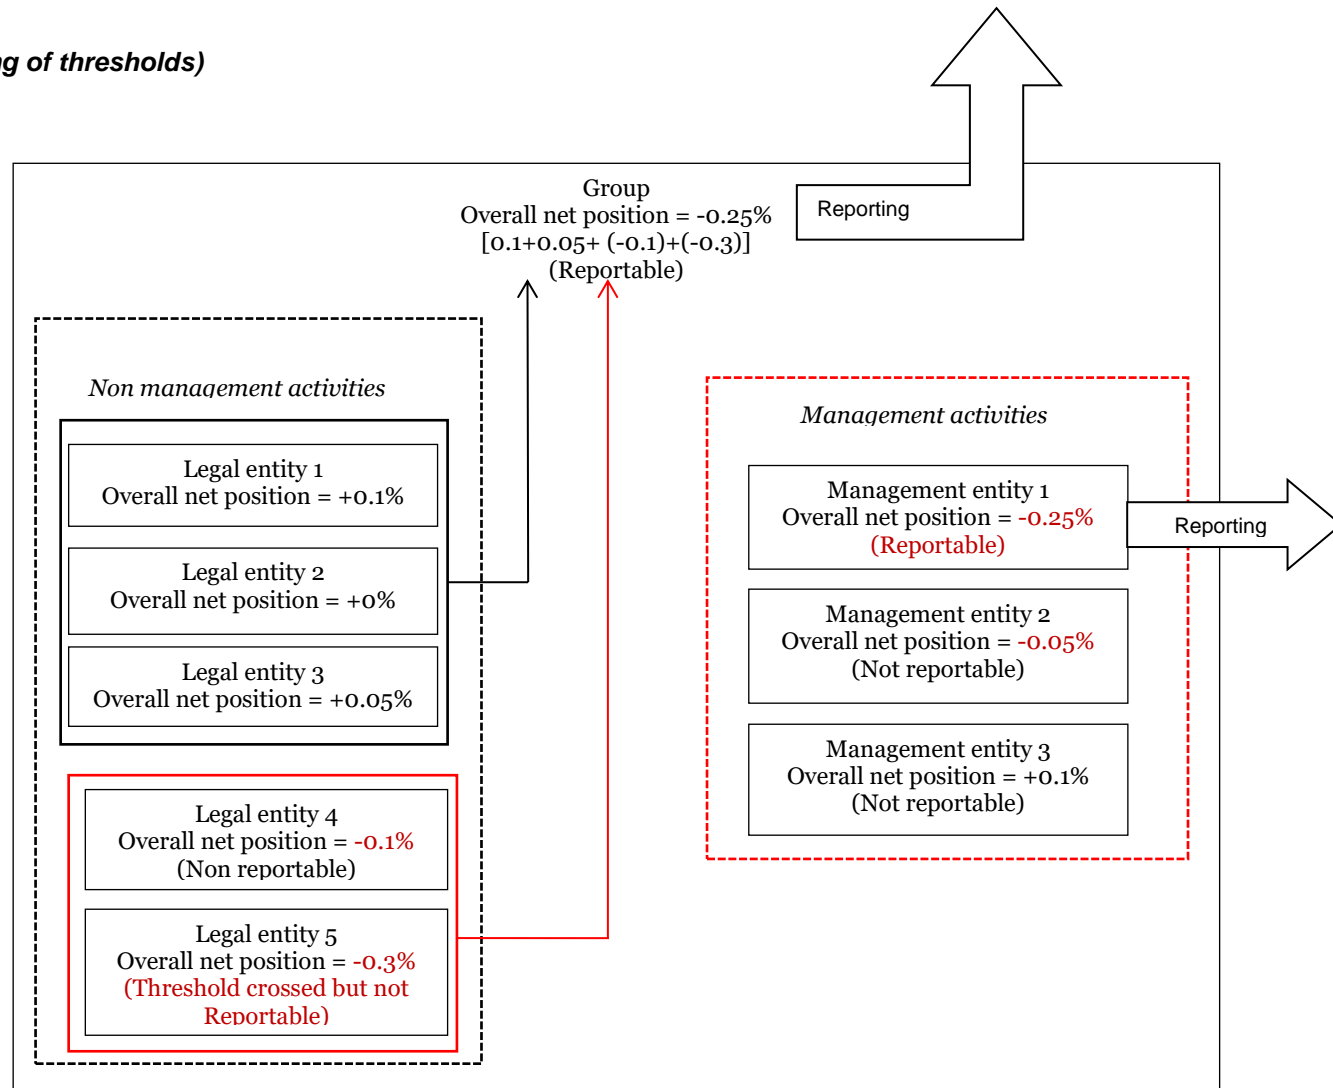 g of thresholds)
Group
Overall net position = -0.25%
[0.1+0.05+ (-0.1)+(-0.3)]
(Reportable)
Reporting
Non management activities
Legal entity 1
Overall net position = +0.1%
Legal entity 2
Overall net position = +0%
Legal entity 3
Overall net position = +0.05%
Legal entity 4
Overall net position = -0.1%
(Non reportable)
Legal entity 5
Overall net position = -0.3%
(Threshold crossed but not
Reportable)
Management activities
Management entity 1
Overall net position = -0.25%
(Reportable)
Reporting
Management entity 2
Overall net position = -0.05%
(Not reportable)
Management entity 3
Overall net position = +0.1%
(Not reportable)